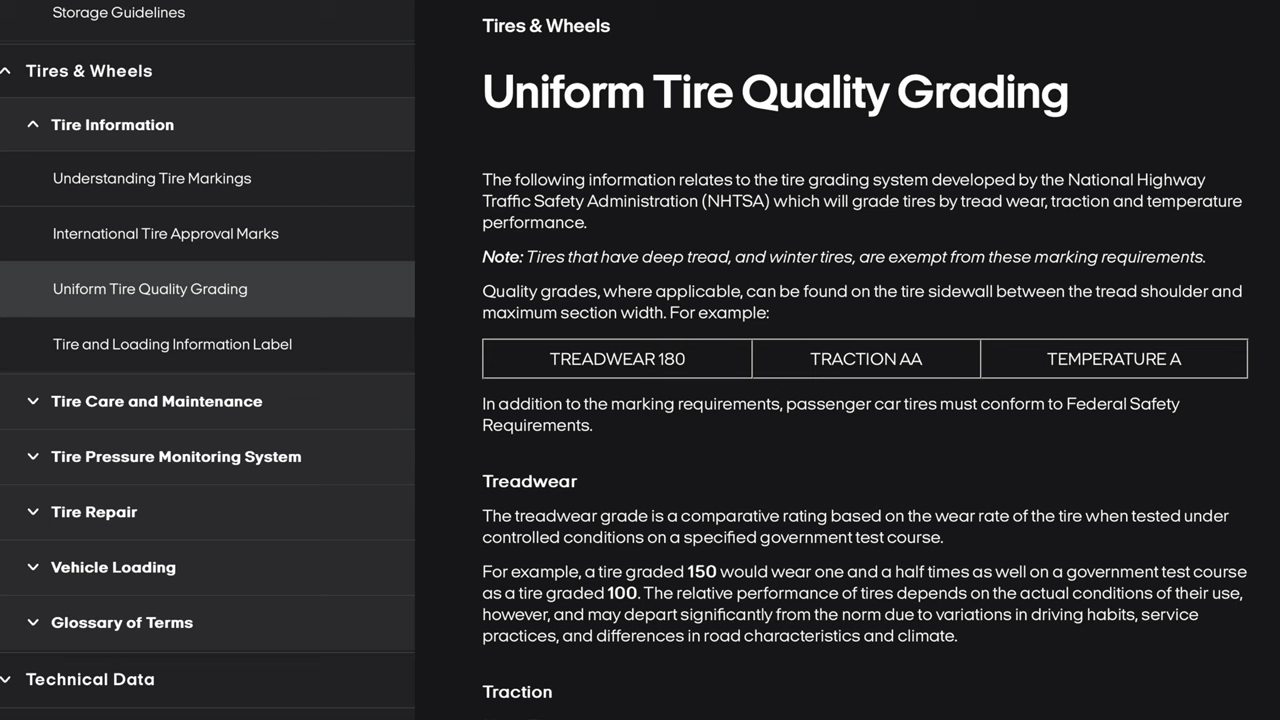 Storage Guidelines
Tires & Wheels
Tire Information
Understanding Tire Markings
International Tire Approval Marks
Uniform Tire Quality Grading
Tire and Loading Information Label
Tire Care and Maintenance
Tire Pressure Monitoring System
Tire Repair
Vehicle Loading
Glossary of Terms
Technical Data
Tires & Wheels
Uniform Tire Quality Grading
The following information relates to the tire grading system developed by the National Highway
Traffic Safety Administration (NHTSA) which will grade tires by tread wear, traction and temperature
performance.
Note: Tires that have deep tread, and winter tires, are exempt from these marking requirements.
Quality grades, where applicable, can be found on the tire sidewall between the tread shoulder and
maximum section width. For example:
TREADWEAR 180 TRACTION AA TEMPERATURE A
In addition to the marking requirements, passenger car tires must conform to Federal Safety
Requirements.
Treadwear
The treadwear grade is a comparative rating based on the wear rate of the tire when tested under
controlled conditions on a specified government test course.
For example, a tire graded 150 would wear one and a half times as well on a government test course
as a tire graded 100. The relative performance of tires depends on the actual conditions of their use,
however, and may depart significantly from the norm due to variations in driving habits, service
practices, and differences in road characteristics and climate.
Traction